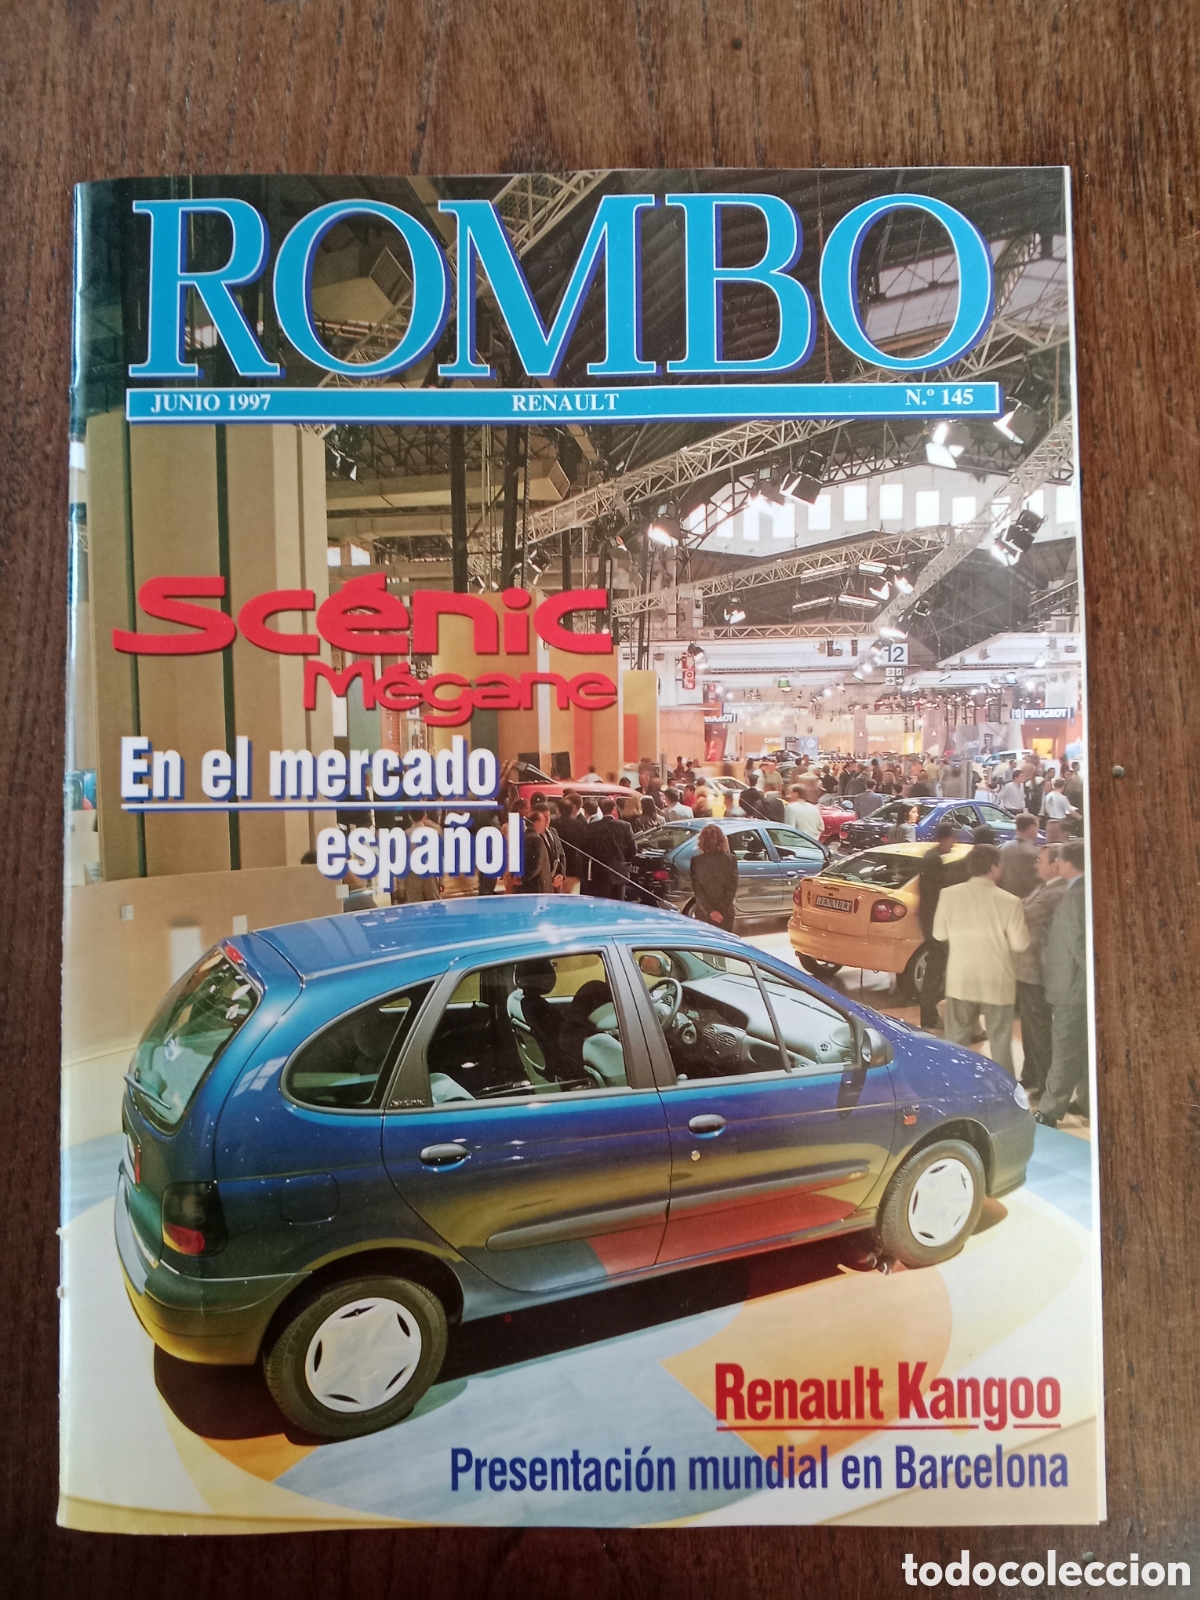 ROMBO
JUNIO 1997 RENAULT N.º 145
Scénic
Mégane
En el mercado
español
12
PEUGEOT
RENAULT
Renault Kangoo
Presentación mundial en Barcelona
todocoleccion